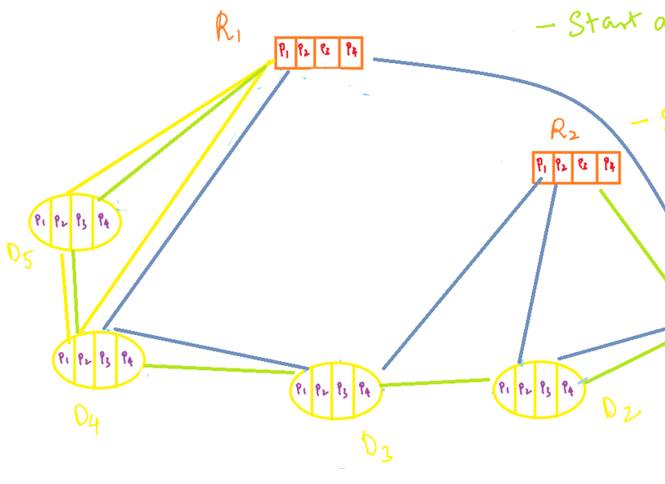 - Start a
R1
P1 P2 P3 P4
-
R2
P1 P2 P3 P4
P1 P2 P3 P4
D5
P1 P2 P3 P4
D4
P1 P2 P3 P4
D3
P1 P2 P3 P4
D2